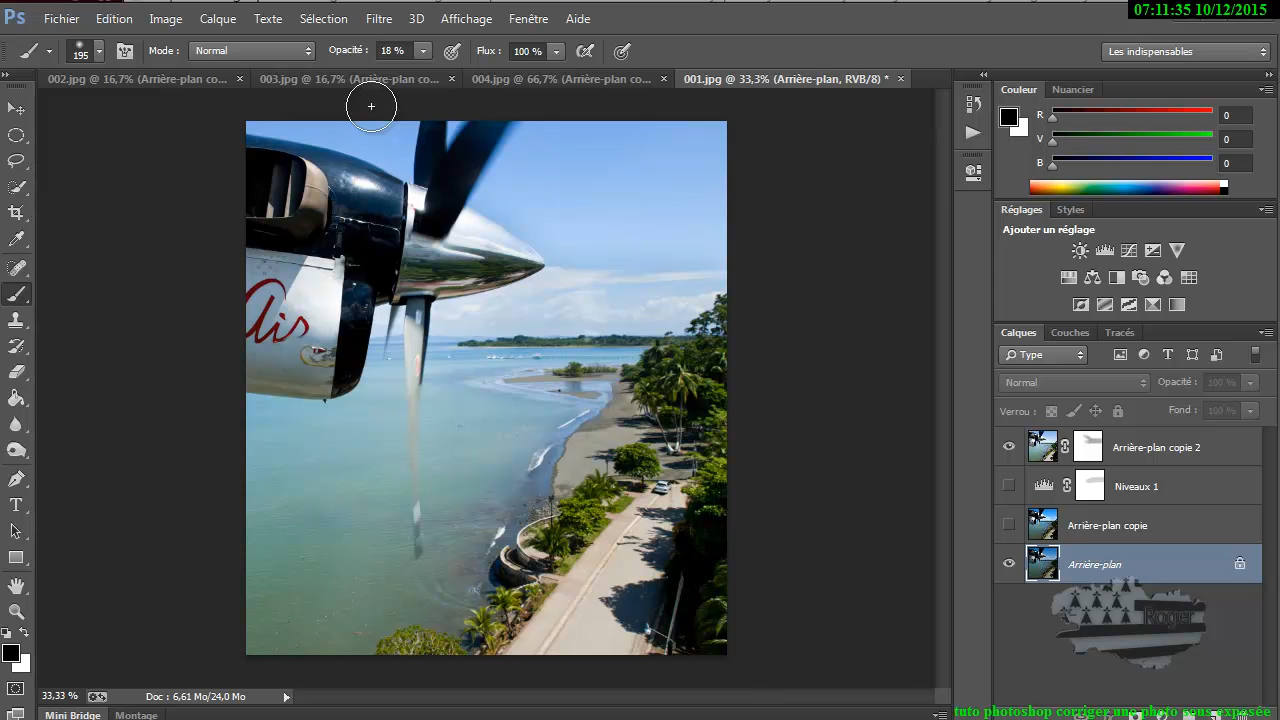 07:11:35 10/12/2015
Ps Fichier Edition Image Calque Texte Sélection Filtre 3D Affichage Fenêtre Aide
195 Mode : Normal Opacité : 18 % Flux : 100 % Les indispensables
002.jpg @ 16,7% (Arrière-plan co... × 003.jpg @ 16,7% (Arrière-plan co... × 004.jpg @ 66,7% (Arrière-plan co... × 001.jpg @ 33,3% (Arrière-plan, RVB/8) * ×
Couleur Nuancier
R 0
V 0
B 0
Réglages Styles
Ajouter un réglage
Calques Couches Tracés
Type
Normal Opacité : 100 %
Verrou : Fond : 100 %
Arrière-plan copie 2
Niveaux 1
Arrière-plan copie
Arrière-plan
Air
Roger
33,33 % Doc : 6,61 Mo/24,0 Mo
Mini Bridge Montage
tuto photoshop corriger une photo sous exposée